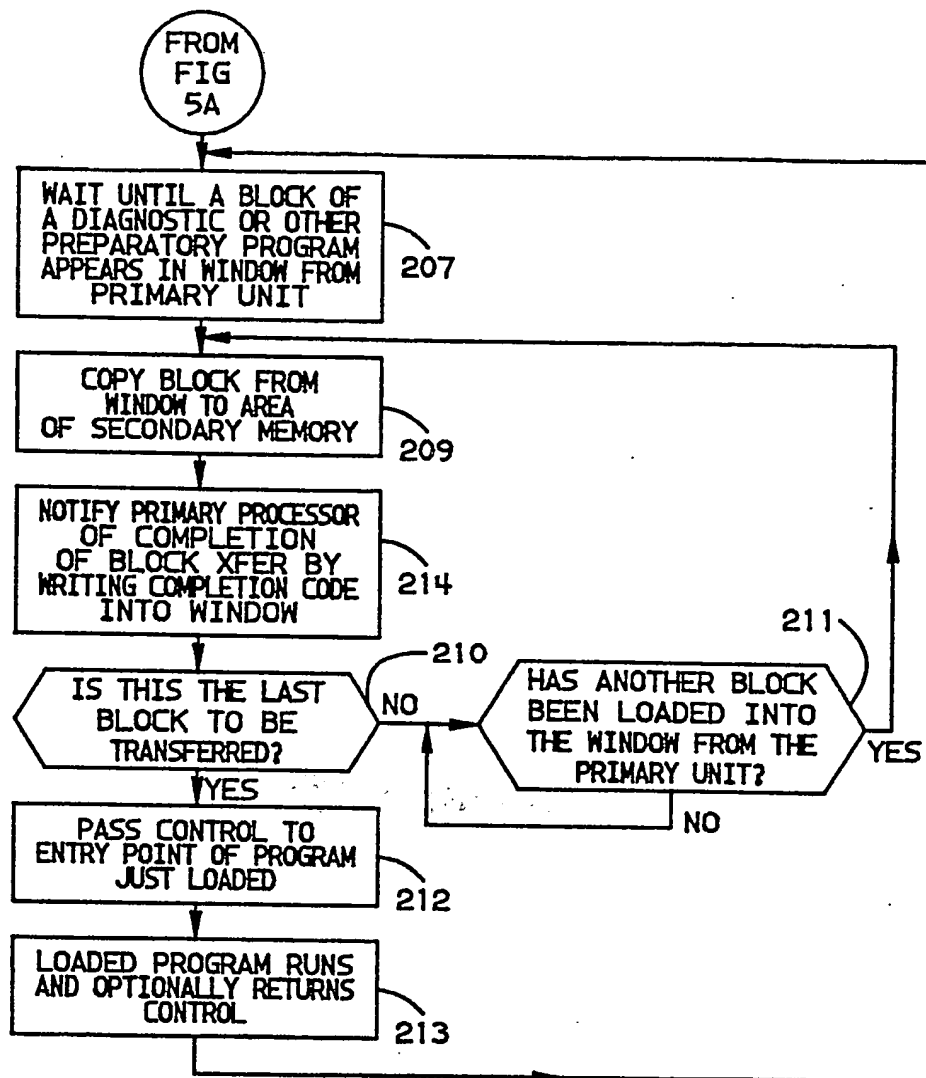 FROM
FIG
5A
WAIT UNTIL A BLOCK OF
A DIAGNOSTIC OR OTHER
PREPARATORY PROGRAM
APPEARS IN WINDOW FROM
PRIMARY UNIT
207
COPY BLOCK FROM
WINDOW TO AREA
OF SECONDARY MEMORY
209
NOTIFY PRIMARY PROCESSOR
OF COMPLETION
OF BLOCK XFER BY
WRITING COMPLETION CODE
INTO WINDOW
214
IS THIS THE LAST
BLOCK TO BE
TRANSFERRED?
210
NO
HAS ANOTHER BLOCK
BEEN LOADED INTO
THE WINDOW FROM THE
PRIMARY UNIT?
211
YES
NO
YES
PASS CONTROL TO
ENTRY POINT OF PROGRAM
JUST LOADED
212
LOADED PROGRAM RUNS
AND OPTIONALLY RETURNS
CONTROL
213